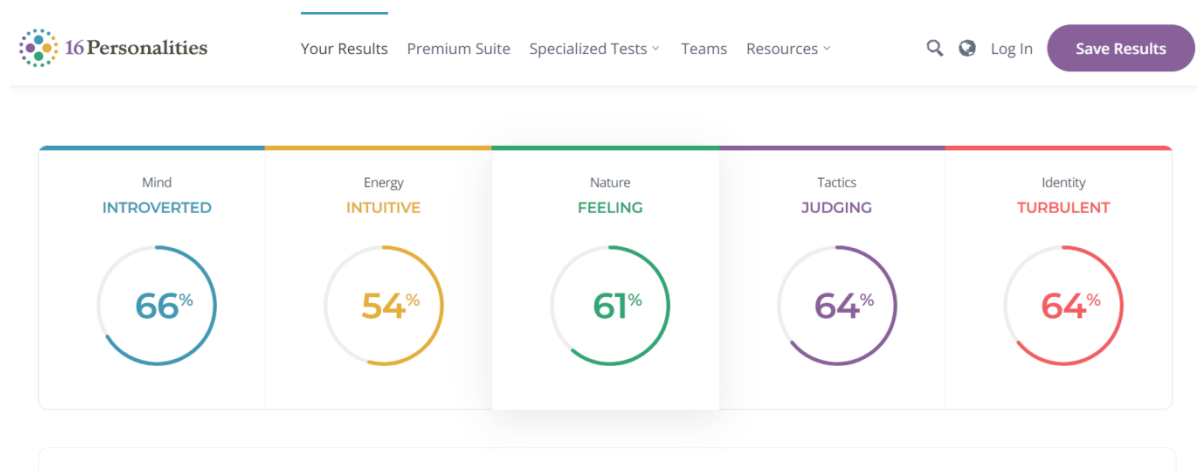 16Personalities
Your Results Premium Suite Specialized Tests Teams Resources Log In Save Results
Mind Energy Nature Tactics Identity
INTROVERTED INTUITIVE FEELING JUDGING TURBULENT
66% 54% 61% 64% 64%